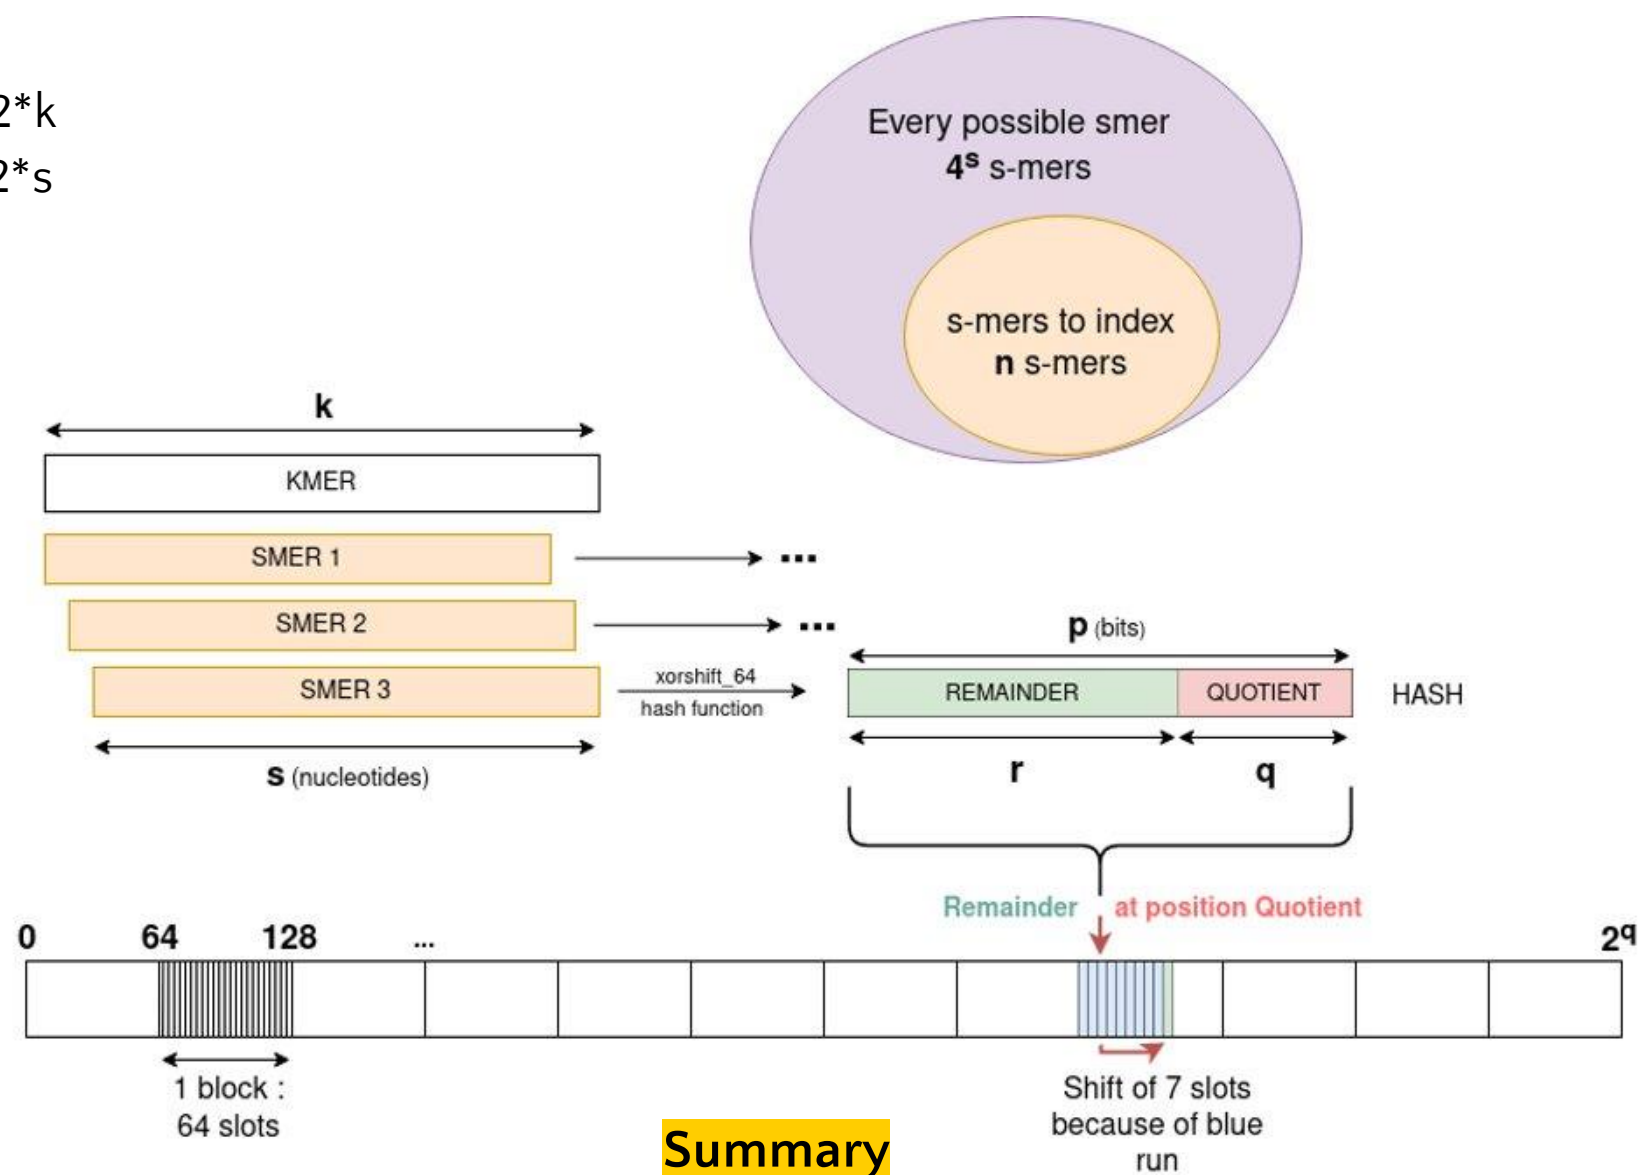 2*k
2*s
Every possible smer
4ˢ s-mers
s-mers to index
n s-mers
k
KMER
SMER 1
...
SMER 2
...
SMER 3
xorshift_64
hash function
s (nucleotides)
p (bits)
REMAINDER
QUOTIENT
HASH
r
q
Remainder
at position Quotient
0
64
128
...
2^q
1 block :
64 slots
Shift of 7 slots
because of blue
run
Summary